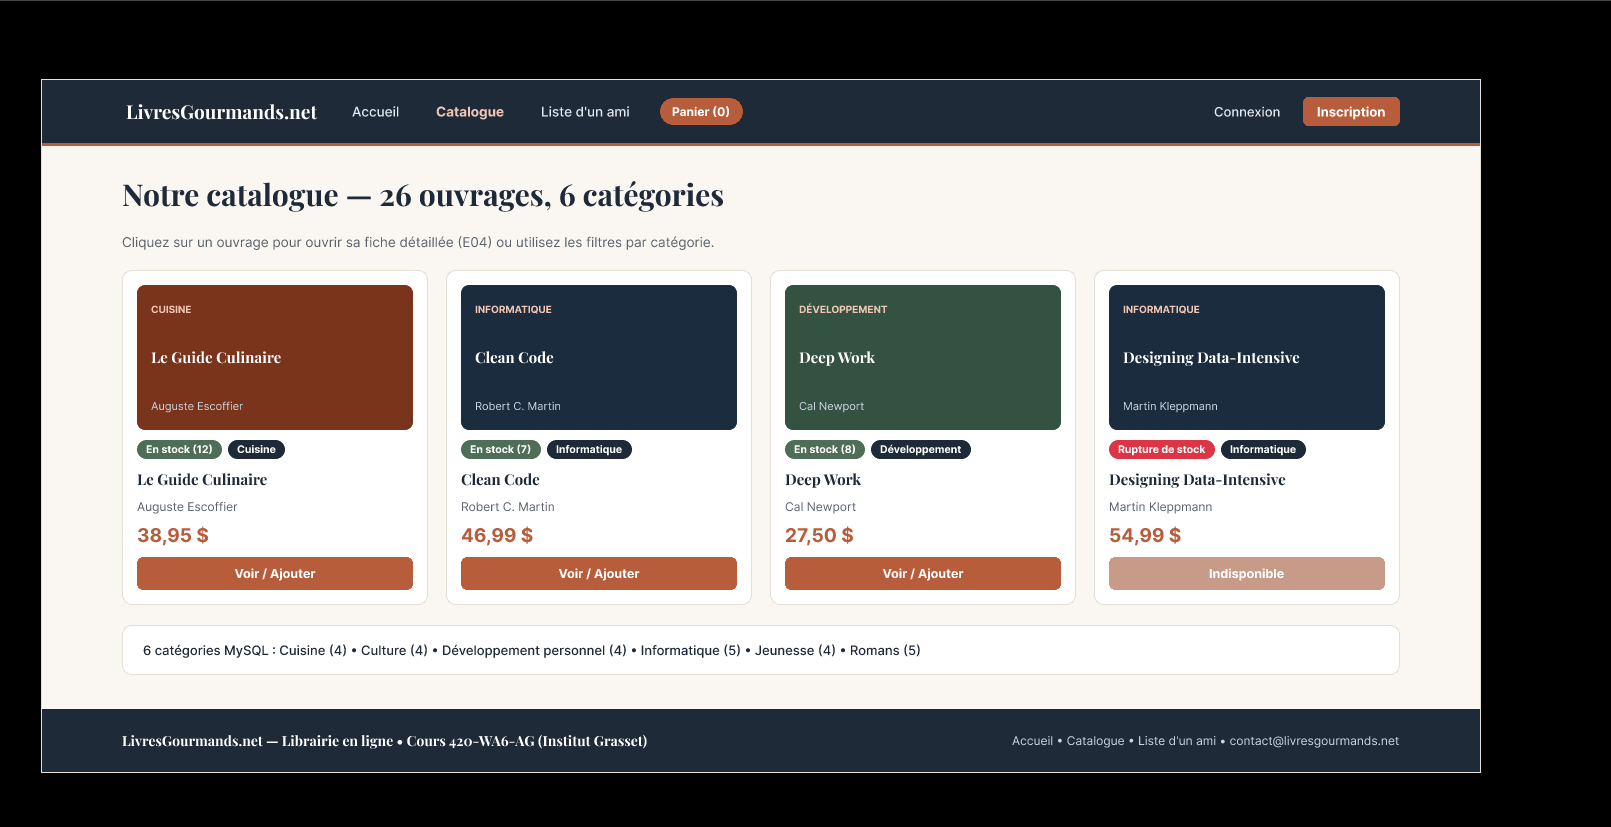 LivresGourmands.net Accueil Catalogue Liste d'un ami Panier (0) Connexion Inscription
Notre catalogue — 26 ouvrages, 6 catégories
Cliquez sur un ouvrage pour ouvrir sa fiche détaillée (E04) ou utilisez les filtres par catégorie.
CUISINE
Le Guide Culinaire
Auguste Escoffier
En stock (12) Cuisine
Le Guide Culinaire
Auguste Escoffier
38,95 $
Voir / Ajouter
INFORMATIQUE
Clean Code
Robert C. Martin
En stock (7) Informatique
Clean Code
Robert C. Martin
46,99 $
Voir / Ajouter
DÉVELOPPEMENT
Deep Work
Cal Newport
En stock (8) Développement
Deep Work
Cal Newport
27,50 $
Voir / Ajouter
INFORMATIQUE
Designing Data-Intensive
Martin Kleppmann
Rupture de stock Informatique
Designing Data-Intensive
Martin Kleppmann
54,99 $
Indisponible
6 catégories MySQL : Cuisine (4) • Culture (4) • Développement personnel (4) • Informatique (5) • Jeunesse (4) • Romans (5)
LivresGourmands.net — Librairie en ligne • Cours 420-WA6-AG (Institut Grasset)
Accueil • Catalogue • Liste d'un ami • contact@livresgourmands.net